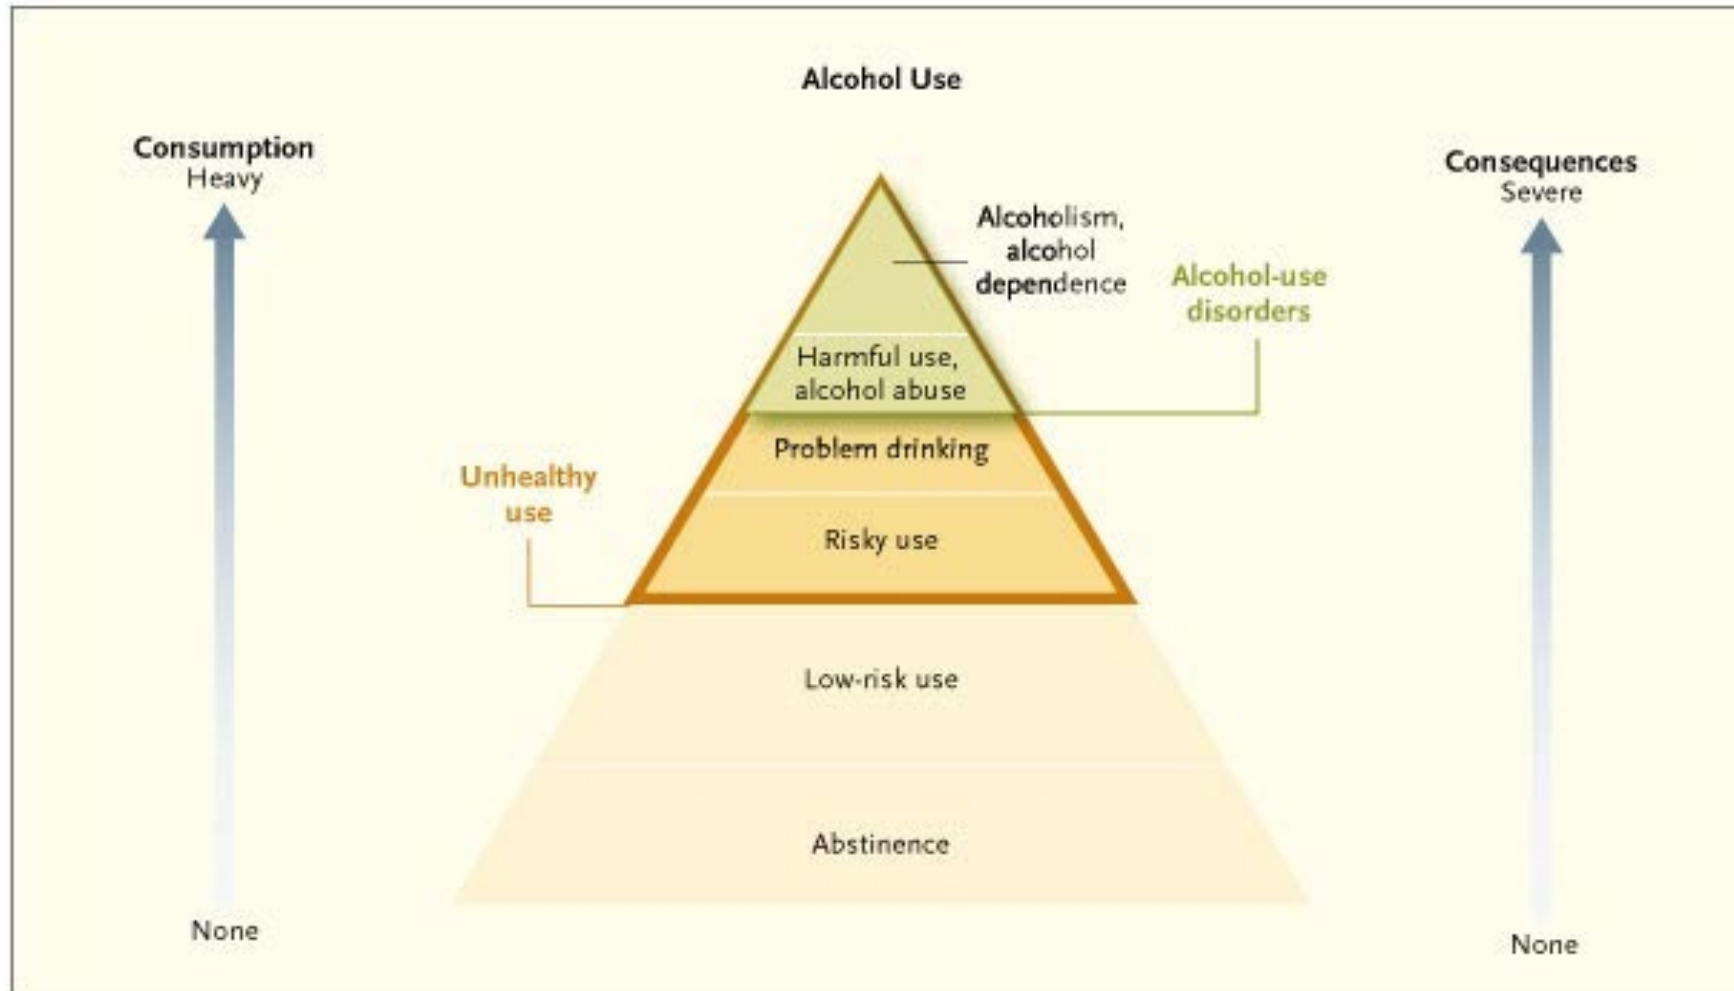 Alcohol Use
Consumption
Heavy
None
Consequences
Severe
None
Alcoholism,
alcohol
dependence
Alcohol-use
disorders
Harmful use,
alcohol abuse
Problem drinking
Unhealthy
use
Risky use
Low-risk use
Abstinence